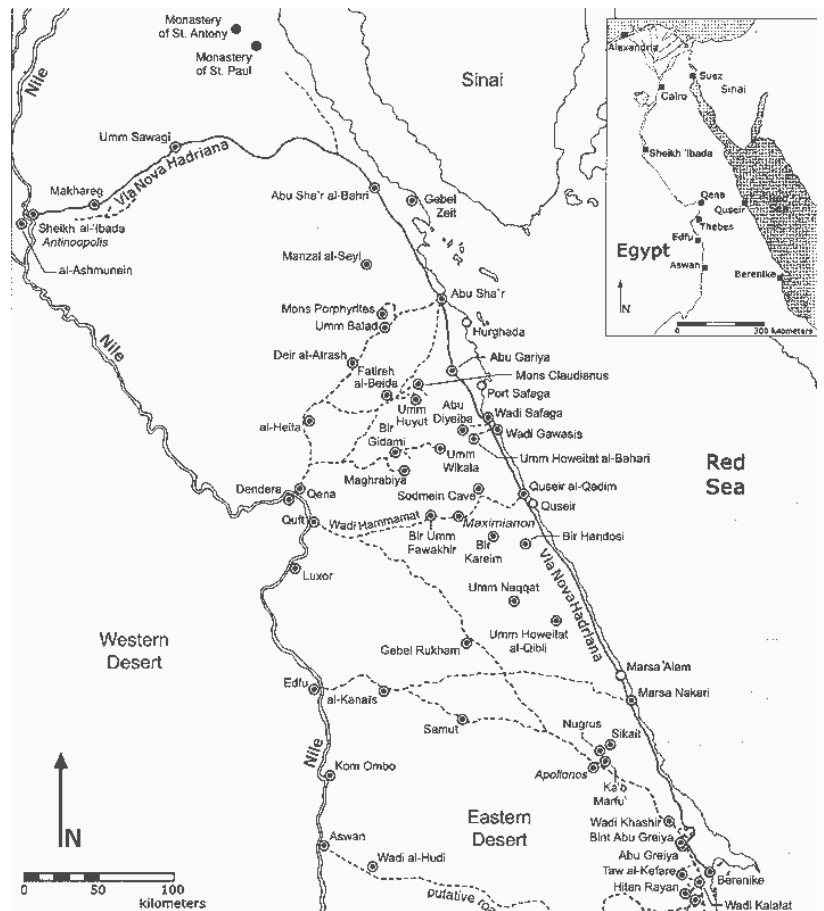 Monastery
of St. Antony
Monastery
of St. Paul
Nile
Sinai
Umm Sawagi
Via Nova Hadriana
Makhareg
Abu Sha'r al-Bahri
Gebel
Zeit
Sheikh al-'Ibada
Antinoopolis
al-Ashmunein
Manzal al-Seyl
Abu Sha'r
Mons Porphyrites
Umm Balad
Hurghada
Nile
Deir al-Atrash
Fatireh
al-Beida
Abu Gariya
Mons Claudianus
Port Safaga
Umm
Huyut
Abu
Diyeiba
Wadi Safaga
al-Heita
Bir
Gidami
Wadi Gawasis
Umm
Wikala
Umm Howeitat al-Bahari
Maghrabiya
Red
Sea
Dendera
Qena
Sodmein Cave
Quseir al-Qadim
Quseir
Quft
Wadi Hammamat
Maximianon
Bir Umm
Fawakhir
Bir
Kareim
Bir Handosi
Luxor
Via Nova Hadriana
Umm Naqqat
Western
Desert
Umm Howeitat
al-Qibli
Gebel Rukham
Marsa 'Alam
Edfu
al-Kanaïs
Marsa Nakari
Samut
Nugrus
Sikait
Nile
Kom Ombo
Apollonos
Ka'b
Marfu'
Eastern
Desert
Wadi Khashir
Bint Abu Greiya
Aswan
Abu Greiya
Wadi al-Hudi
Taw al-Kefare
Berenike
Hitan Rayan
Wadi Kalalat
putative ro
N
0
50
100
kilometers
Alexandria
Suez
Cairo
Sinai
Sheikh 'Ibada
Qena
Quseir
Thebes
Edfu
Egypt
Aswan
Berenike
N
0
300 kilometers